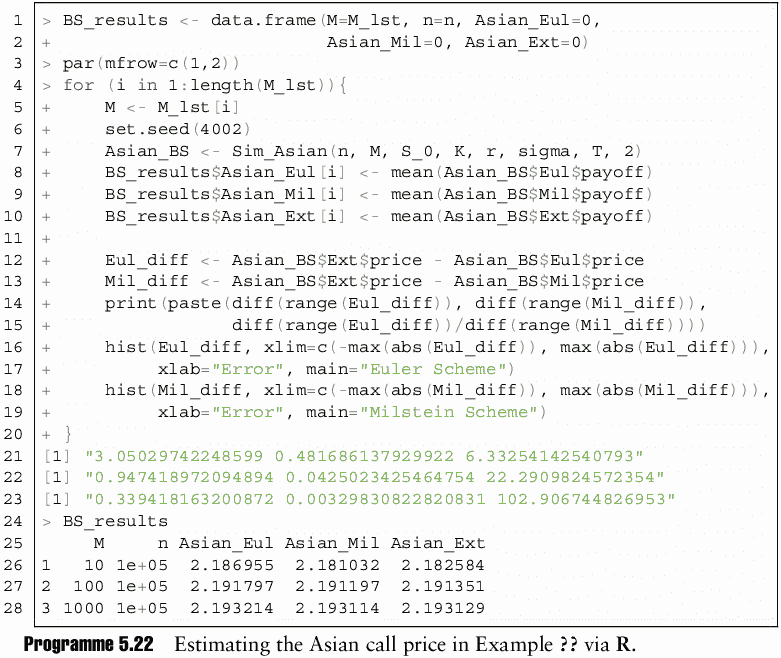 1 > BS_results <- data.frame(M=M_lst, n=n, Asian_Eul=0,
2 +                           Asian_Mil=0, Asian_Ext=0)
3 > par(mfrow=c(1,2))
4 > for (i in 1:length(M_lst)){
5 +     M <- M_lst[i]
6 +     set.seed(4002)
7 +     Asian_BS <- Sim_Asian(n, M, S_0, K, r, sigma, T, 2)
8 +     BS_results$Asian_Eul[i] <- mean(Asian_BS$Eul$payoff)
9 +     BS_results$Asian_Mil[i] <- mean(Asian_BS$Mil$payoff)
10 +     BS_results$Asian_Ext[i] <- mean(Asian_BS$Ext$payoff)
11 +
12 +     Eul_diff <- Asian_BS$Ext$price - Asian_BS$Eul$price
13 +     Mil_diff <- Asian_BS$Ext$price - Asian_BS$Mil$price
14 +     print(paste(diff(range(Eul_diff)), diff(range(Mil_diff)),
15 +                 diff(range(Eul_diff))/diff(range(Mil_diff))))
16 +     hist(Eul_diff, xlim=c(-max(abs(Eul_diff)), max(abs(Eul_diff))),
17 +          xlab="Error", main="Euler Scheme")
18 +     hist(Mil_diff, xlim=c(-max(abs(Mil_diff)), max(abs(Mil_diff))),
19 +          xlab="Error", main="Milstein Scheme")
20 + }
21 [1] "3.05029742248599 0.481686137929922 6.33254142540793"
22 [1] "0.947418972094894 0.0425023425464754 22.2909824572354"
23 [1] "0.339418163200872 0.00329830822820831 102.906744826953"
24 > BS_results
25      M     n Asian_Eul Asian_Mil Asian_Ext
26 1   10 1e+05  2.186955  2.181032  2.182584
27 2  100 1e+05  2.191797  2.191197  2.191351
28 3 1000 1e+05  2.193214  2.193114  2.193129
Programme 5.22 Estimating the Asian call price in Example ?? via R.